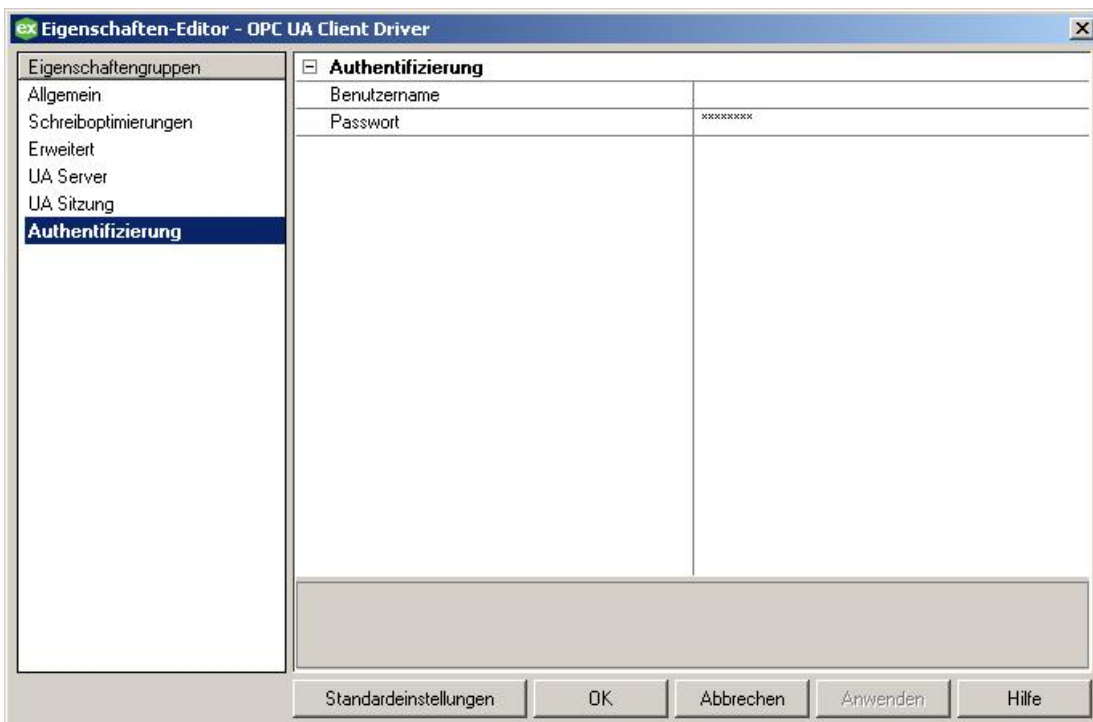 ex Eigenschaften-Editor - OPC UA Client Driver
Eigenschaftengruppen
Allgemein
Schreiboptimierungen
Erweitert
UA Server
UA Sitzung
Authentifizierung
Authentifizierung
Benutzername
Passwort ********
Standardeinstellungen OK Abbrechen Anwenden Hilfe